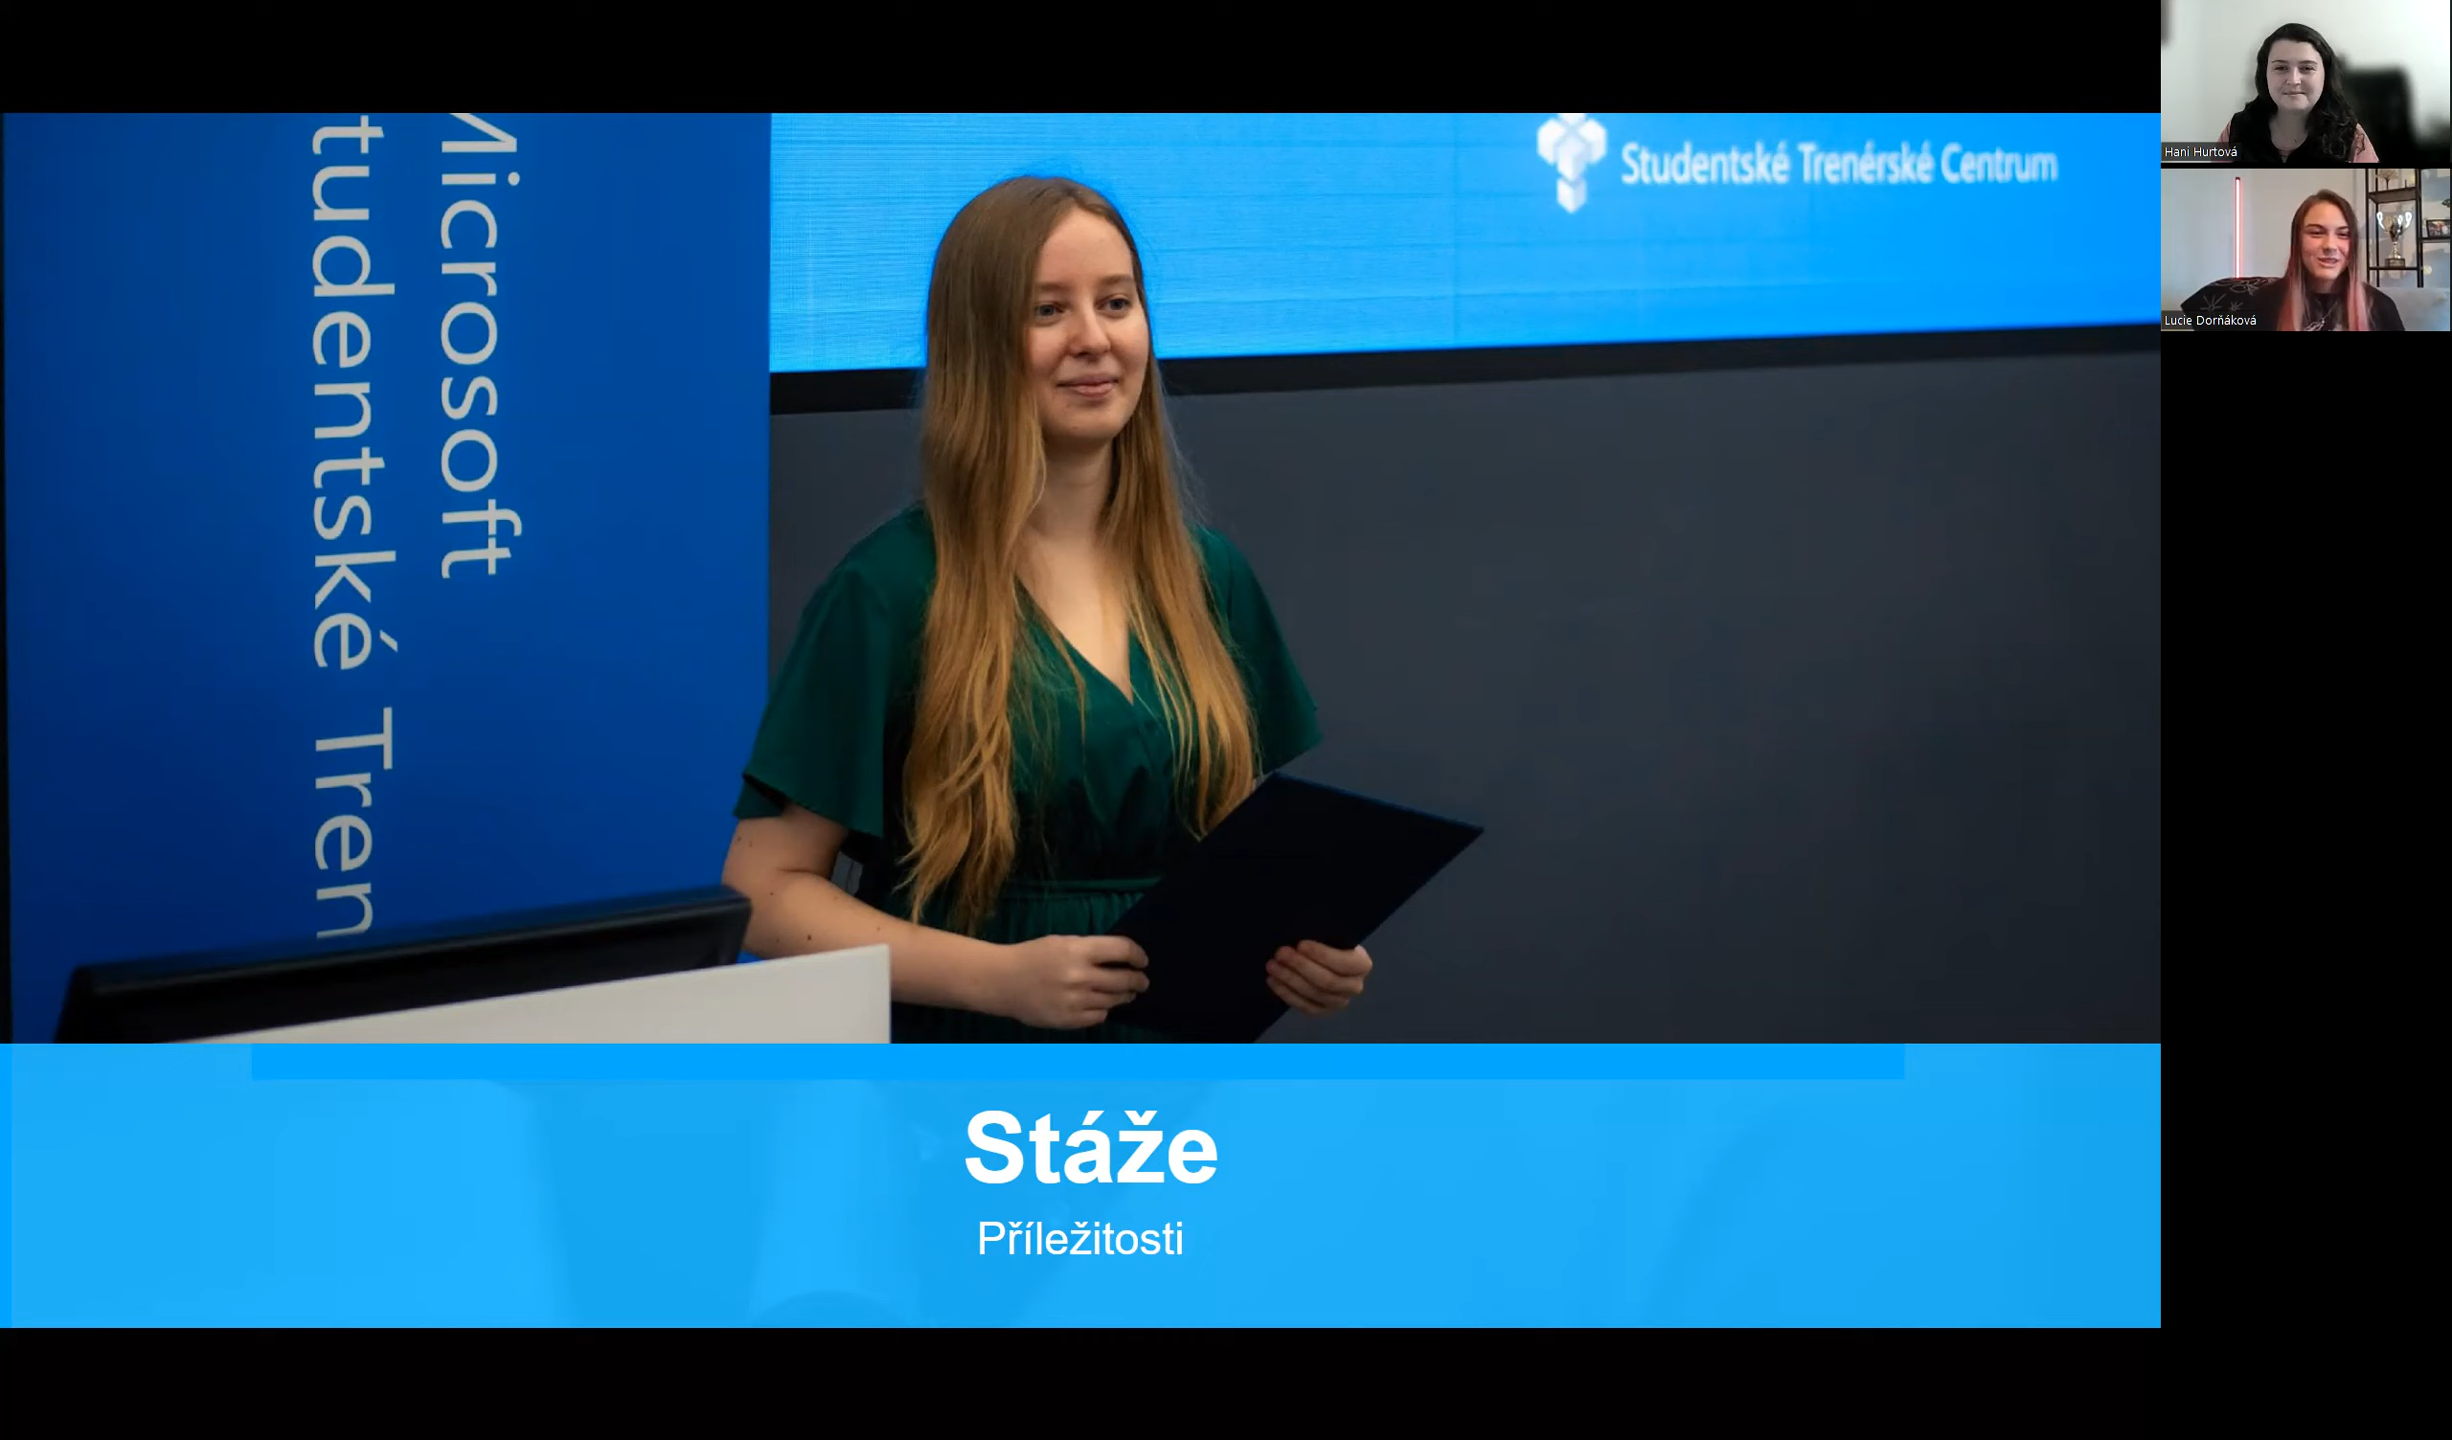 Microsoft
tudentské Tren
Studentské Trenérské Centrum
Stáže
Příležitosti
Hani Hurtová
Lucie Dorňáková